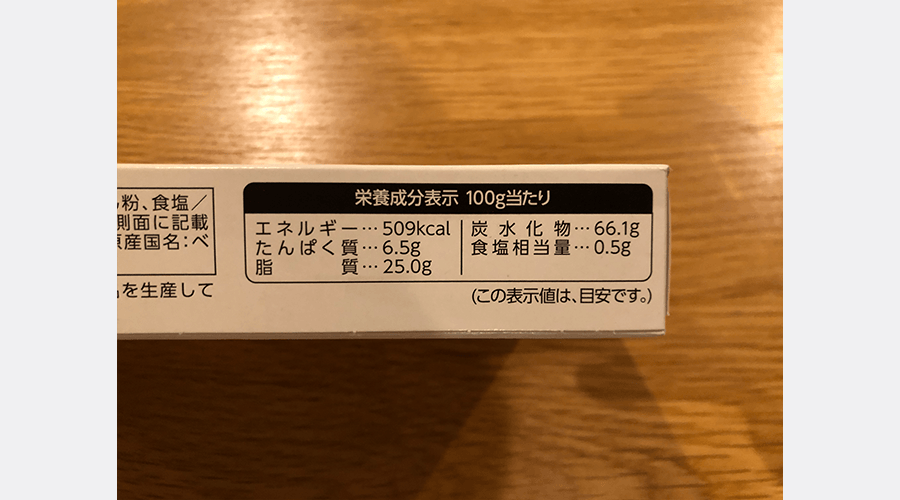 粉、食塩／
側面に記載
原産国名：ベ
を生産して
栄養成分表示 100g当たり
エネルギー… 509kcal
たんぱく質… 6.5g
脂質… 25.0g
炭水化物… 66.1g
食塩相当量… 0.5g
(この表示値は、目安です。)